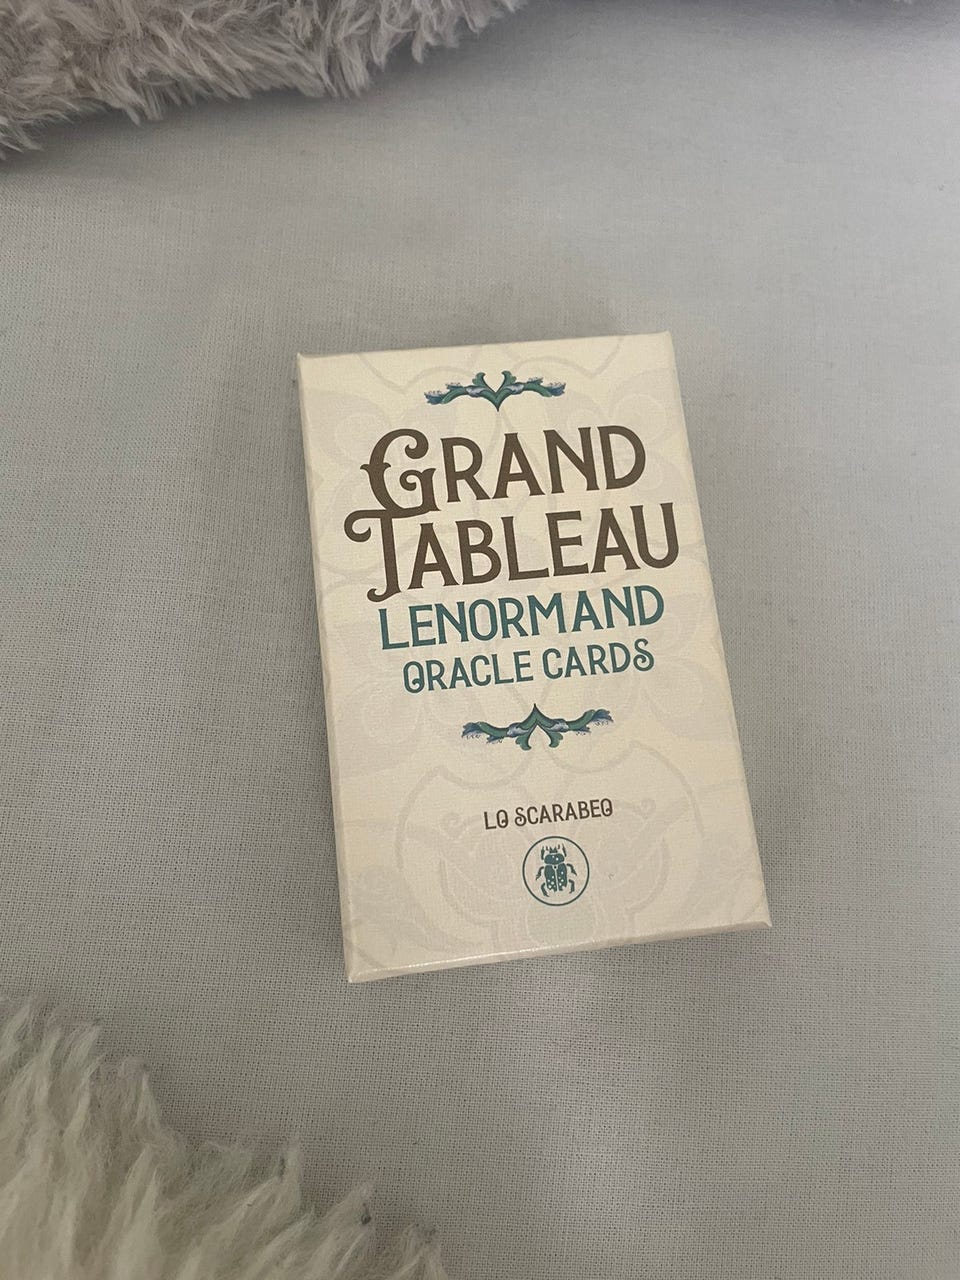 GRAND
TABLEAU
LENORMAND
ORACLE CARDS
LO SCARABEO